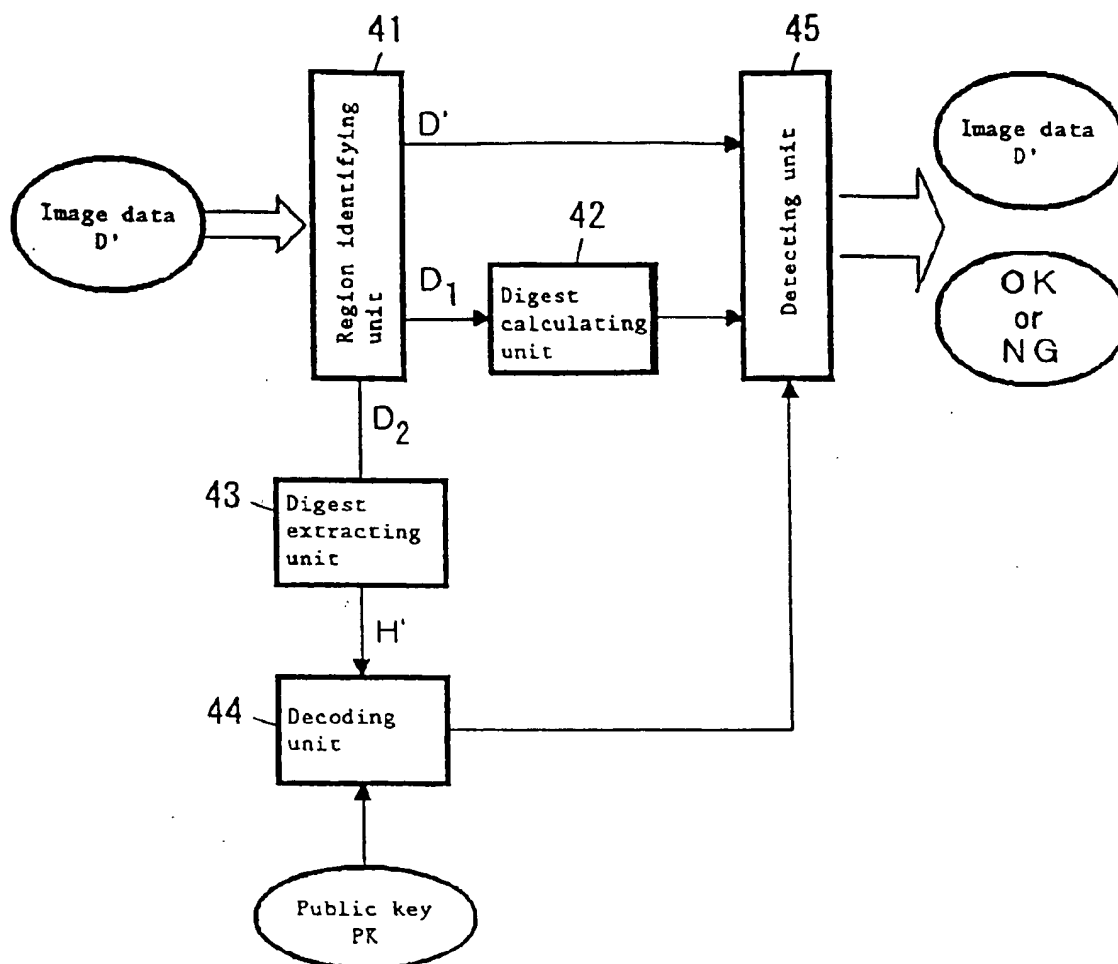 41
45
Image data
D'
Region identifying
unit
D'
D₁
42
Digest
calculating
unit
Detecting unit
Image data
D'
OK
or
NG
D₂
43
Digest
extracting
unit
H'
44
Decoding
unit
Public key
PK